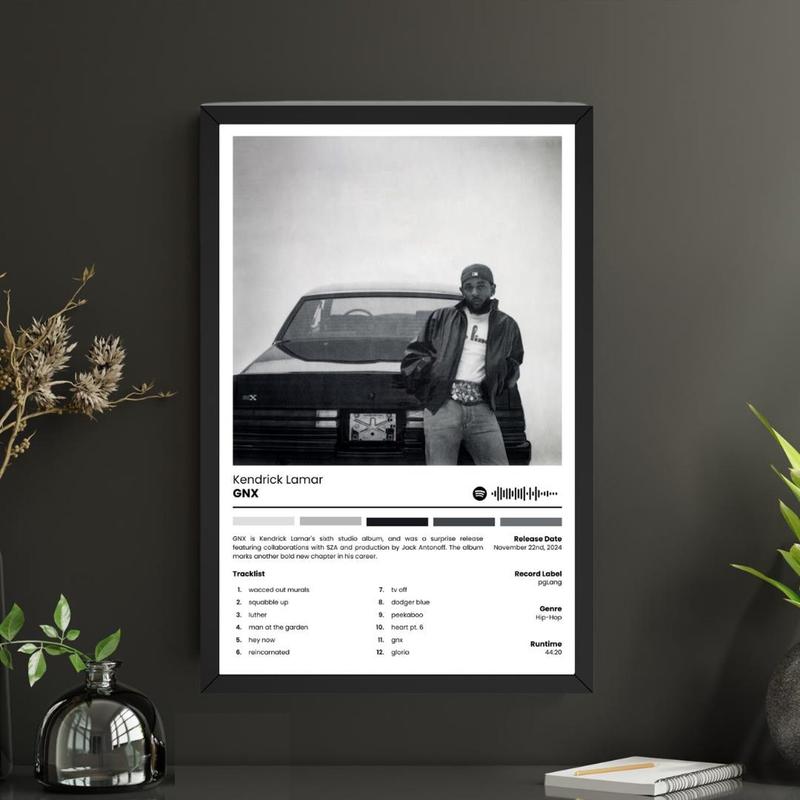 Kendrick Lamar
GNX
GNX is Kendrick Lamar's sixth studio album, and was a surprise release
featuring collaborations with SZA and production by Jack Antonoff. The album
marks another bold new chapter in his career.
Release Date
November 22nd, 2024
Tracklist
1. wacced out murals
2. squabble up
3. luther
4. man at the garden
5. hey now
6. reincarnated
7. tv off
8. dodger blue
9. peekaboo
10. heart pt. 6
11. gnx
12. gloria
Record Label
pgLang
Genre
Hip-Hop
Runtime
44:20